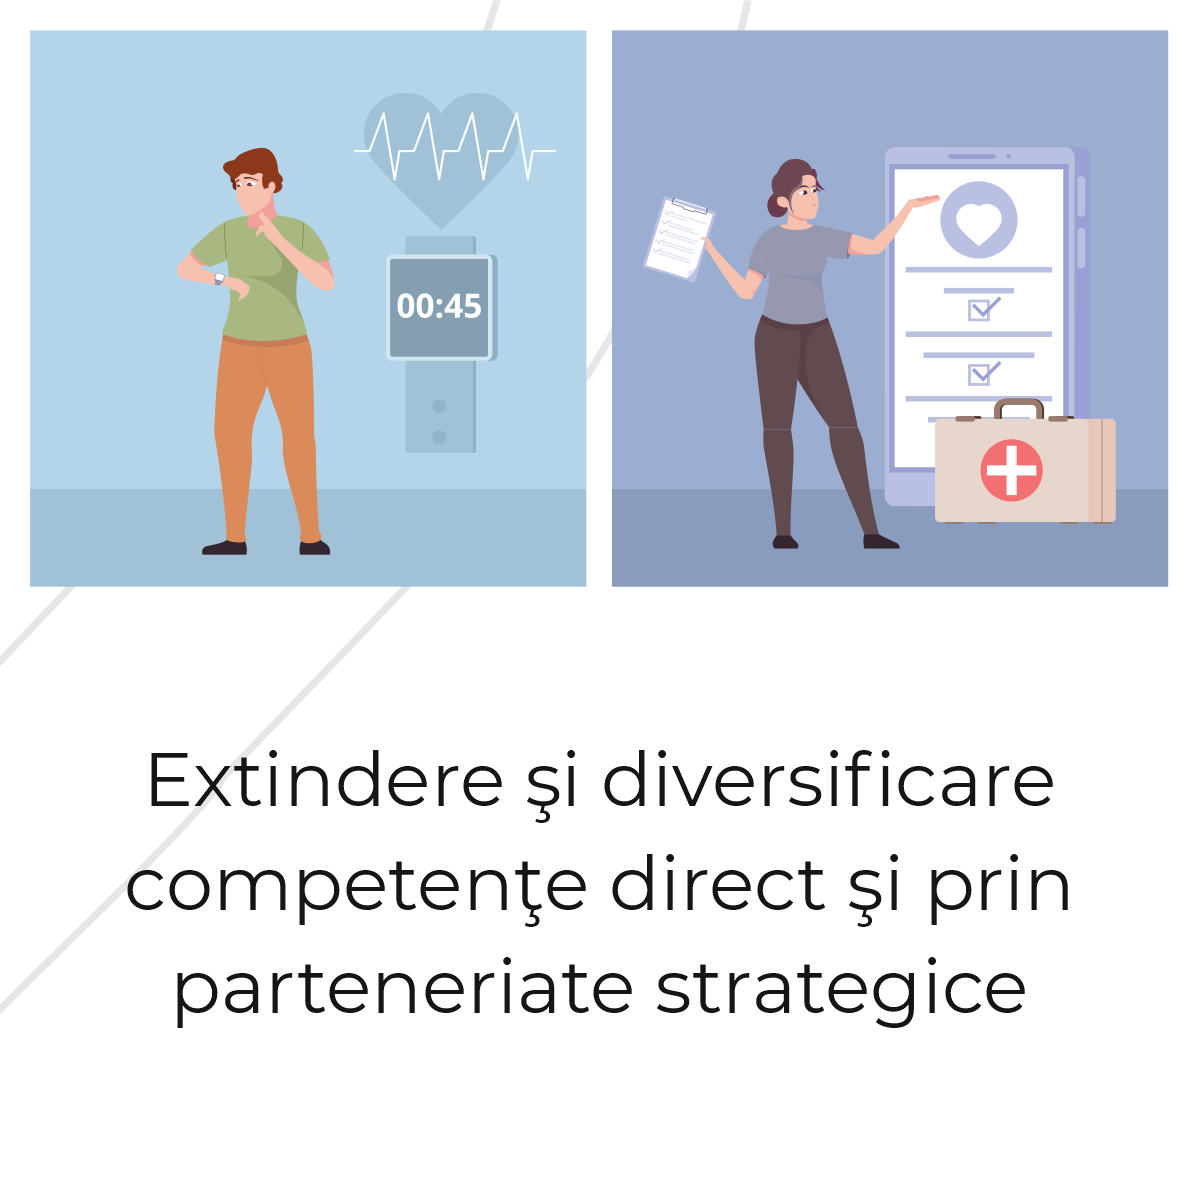 00:45
Extindere şi diversificare
competenţe direct şi prin
parteneriate strategice